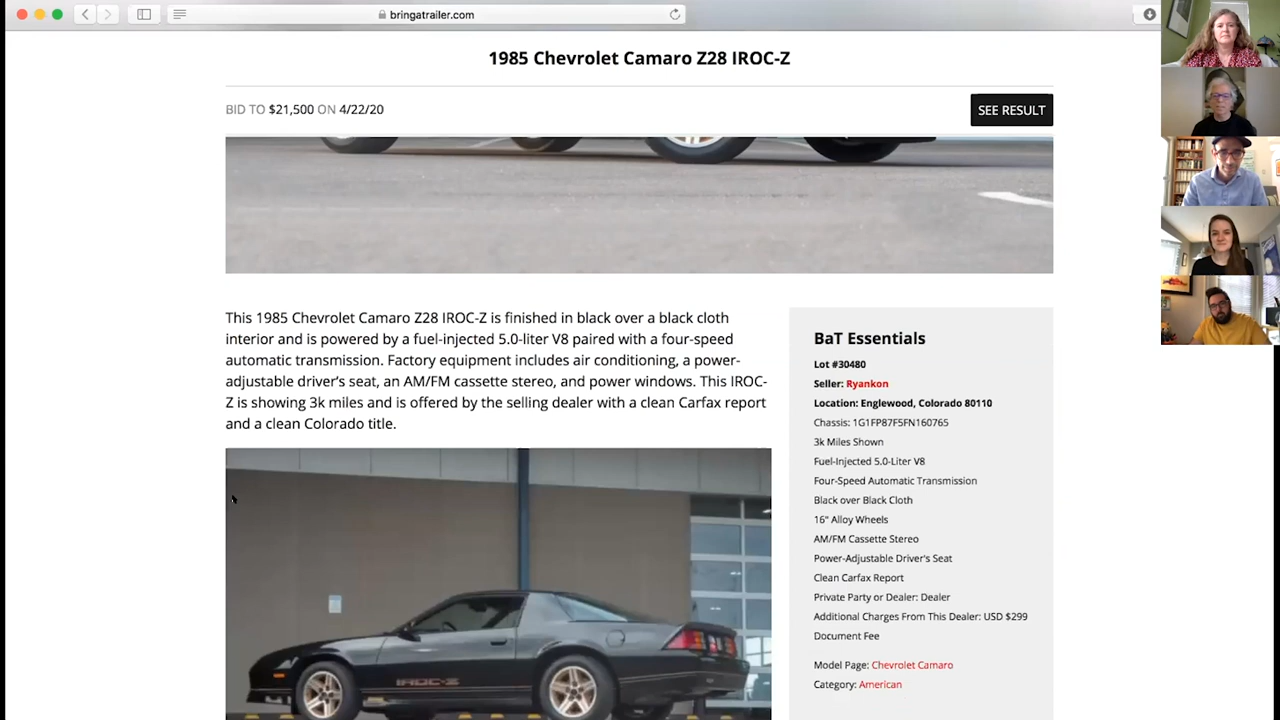 bringatrailer.com
1985 Chevrolet Camaro Z28 IROC-Z
BID TO $21,500 ON 4/22/20
SEE RESULT
This 1985 Chevrolet Camaro Z28 IROC-Z is finished in black over a black cloth
interior and is powered by a fuel-injected 5.0-liter V8 paired with a four-speed
automatic transmission. Factory equipment includes air conditioning, a power-
adjustable driver's seat, an AM/FM cassette stereo, and power windows. This IROC-
Z is showing 3k miles and is offered by the selling dealer with a clean Carfax report
and a clean Colorado title.
IROC-Z
BaT Essentials
Lot #30480
Seller: Ryankon
Location: Englewood, Colorado 80110
Chassis: 1G1FP87F5FN160765
3k Miles Shown
Fuel-Injected 5.0-Liter V8
Four-Speed Automatic Transmission
Black over Black Cloth
16" Alloy Wheels
AM/FM Cassette Stereo
Power-Adjustable Driver's Seat
Clean Carfax Report
Private Party or Dealer: Dealer
Additional Charges From This Dealer: USD $299
Document Fee
Model Page: Chevrolet Camaro
Category: American